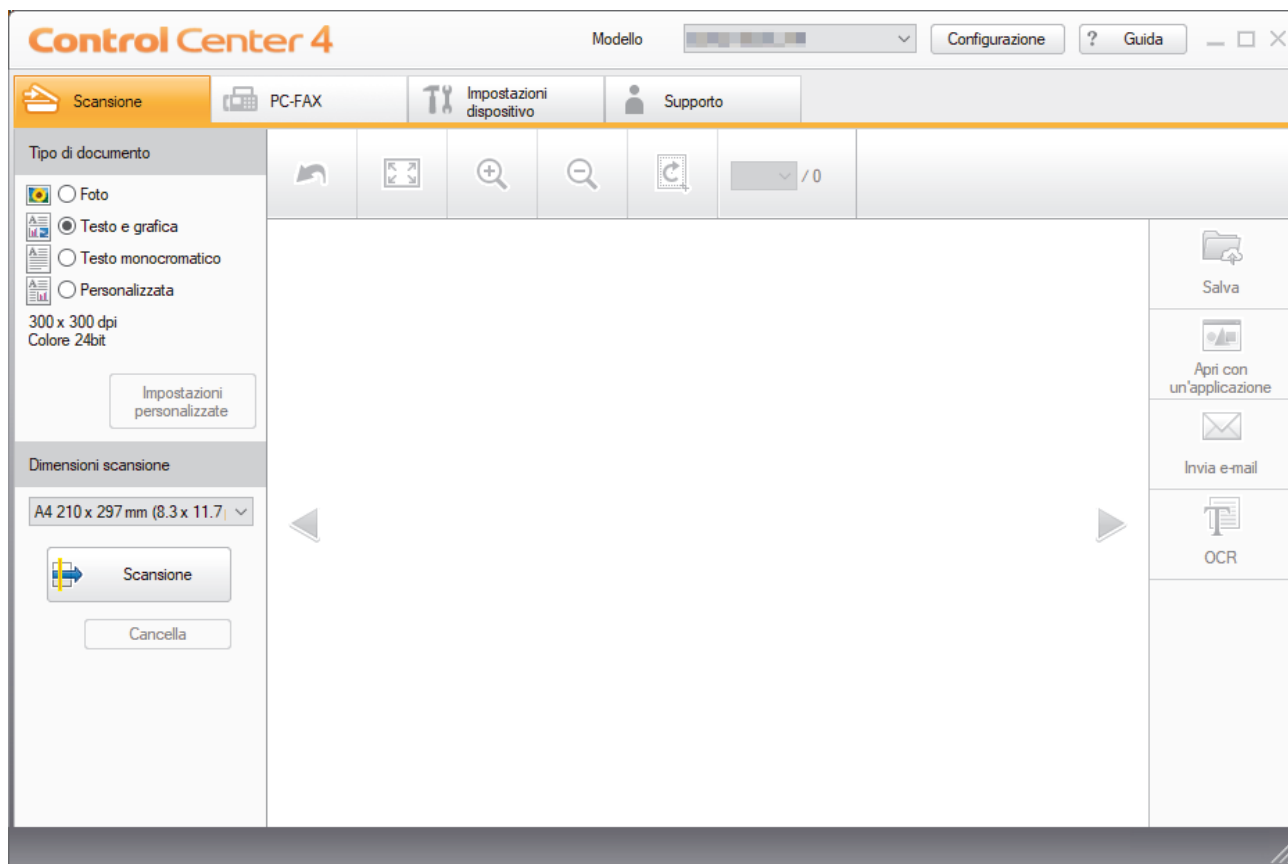 Control Center 4
Modello
Configurazione
? Guida
Scansione
PC-FAX
Impostazioni
dispositivo
Supporto
Tipo di documento
Foto
Testo e grafica
Testo monocromatico
Personalizzata
300 x 300 dpi
Colore 24bit
Impostazioni
personalizzate
Dimensioni scansione
A4 210 x 297 mm (8.3 x 11.7
Scansione
Cancella
/ 0
Salva
Apri con
un'applicazione
Invia e-mail
OCR